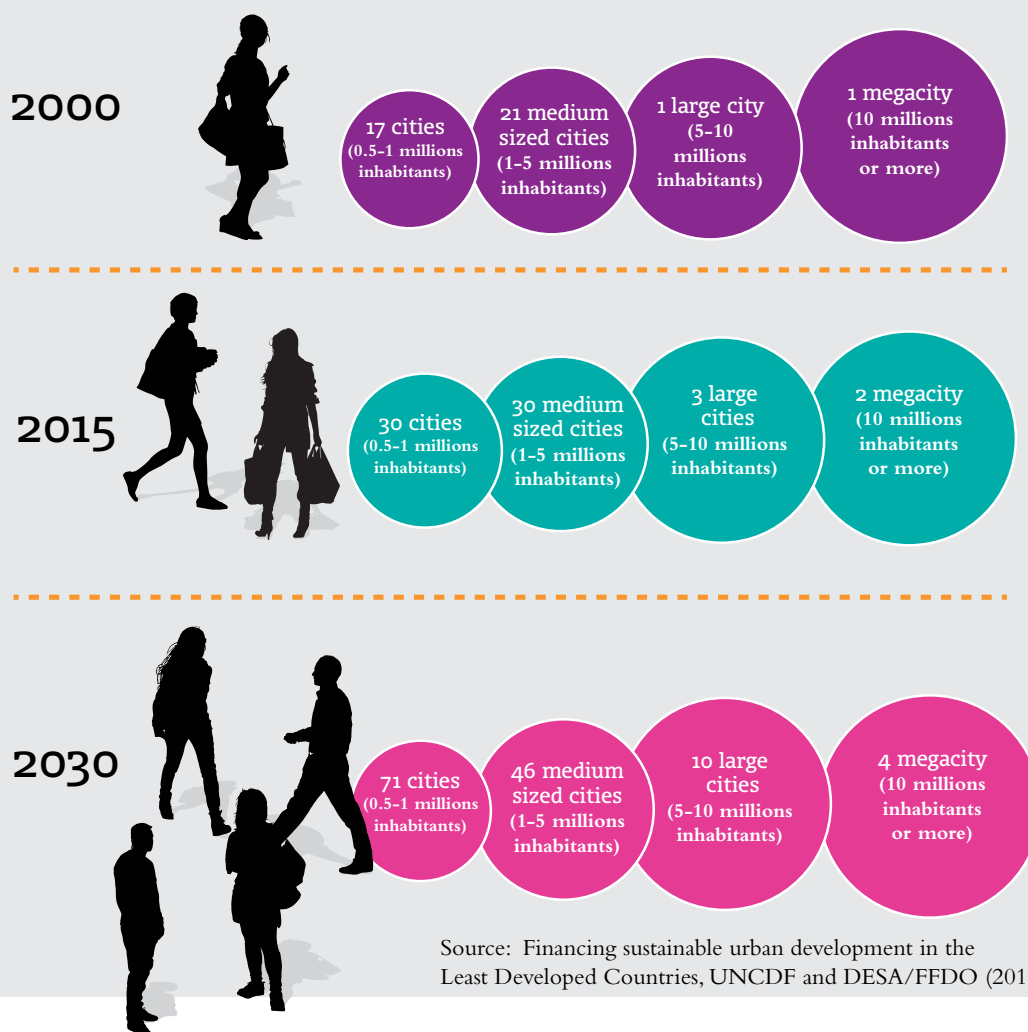 2000
17 cities
(0.5-1 millions
inhabitants)
21 medium
sized cities
(1-5 millions
inhabitants)
1 large city
(5-10
millions
inhabitants)
1 megacity
(10 millions
inhabitants
or more)
2015
30 cities
(0.5-1 millions
inhabitants)
30 medium
sized cities
(1-5 millions
inhabitants)
3 large
cities
(5-10 millions
inhabitants)
2 megacity
(10 millions
inhabitants
or more)
2030
71 cities
(0.5-1 millions
inhabitants)
46 medium
sized cities
(1-5 millions
inhabitants)
10 large
cities
(5-10 millions
inhabitants)
4 megacity
(10 millions
inhabitants
or more)
Source: Financing sustainable urban development in the
Least Developed Countries, UNCDF and DESA/FFDO